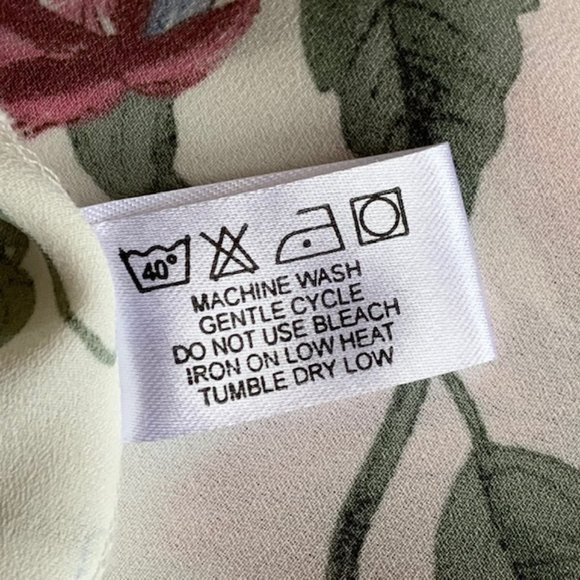 40°
MACHINE WASH
GENTLE CYCLE
DO NOT USE BLEACH
IRON ON LOW HEAT
TUMBLE DRY LOW